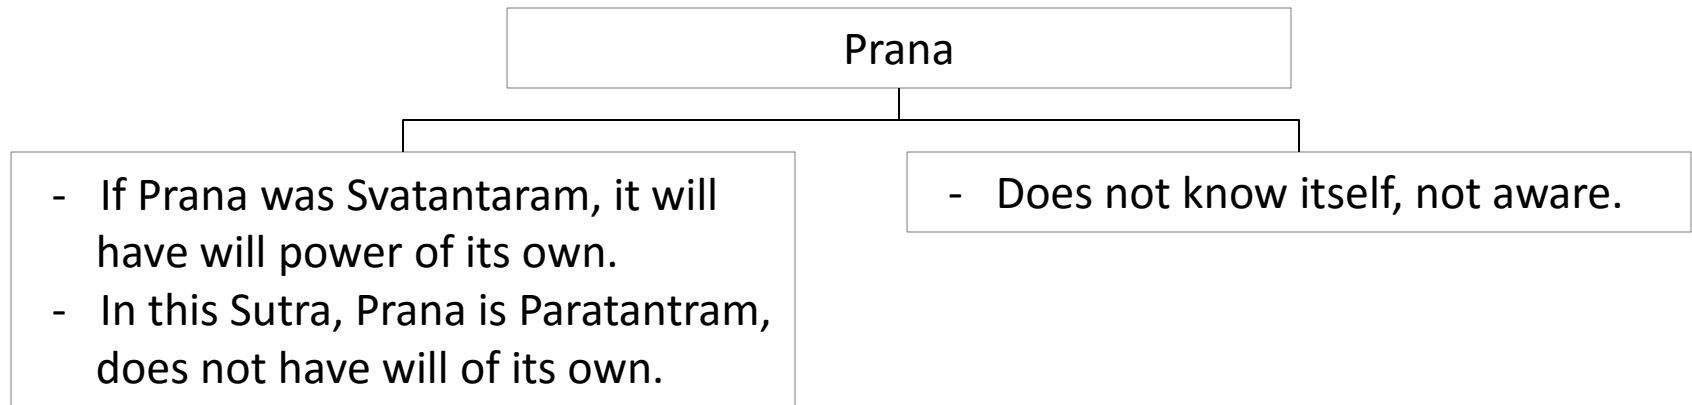 Prana
- If Prana was Svatantaram, it will
have will power of its own.
- In this Sutra, Prana is Paratantram,
does not have will of its own.
- Does not know itself, not aware.